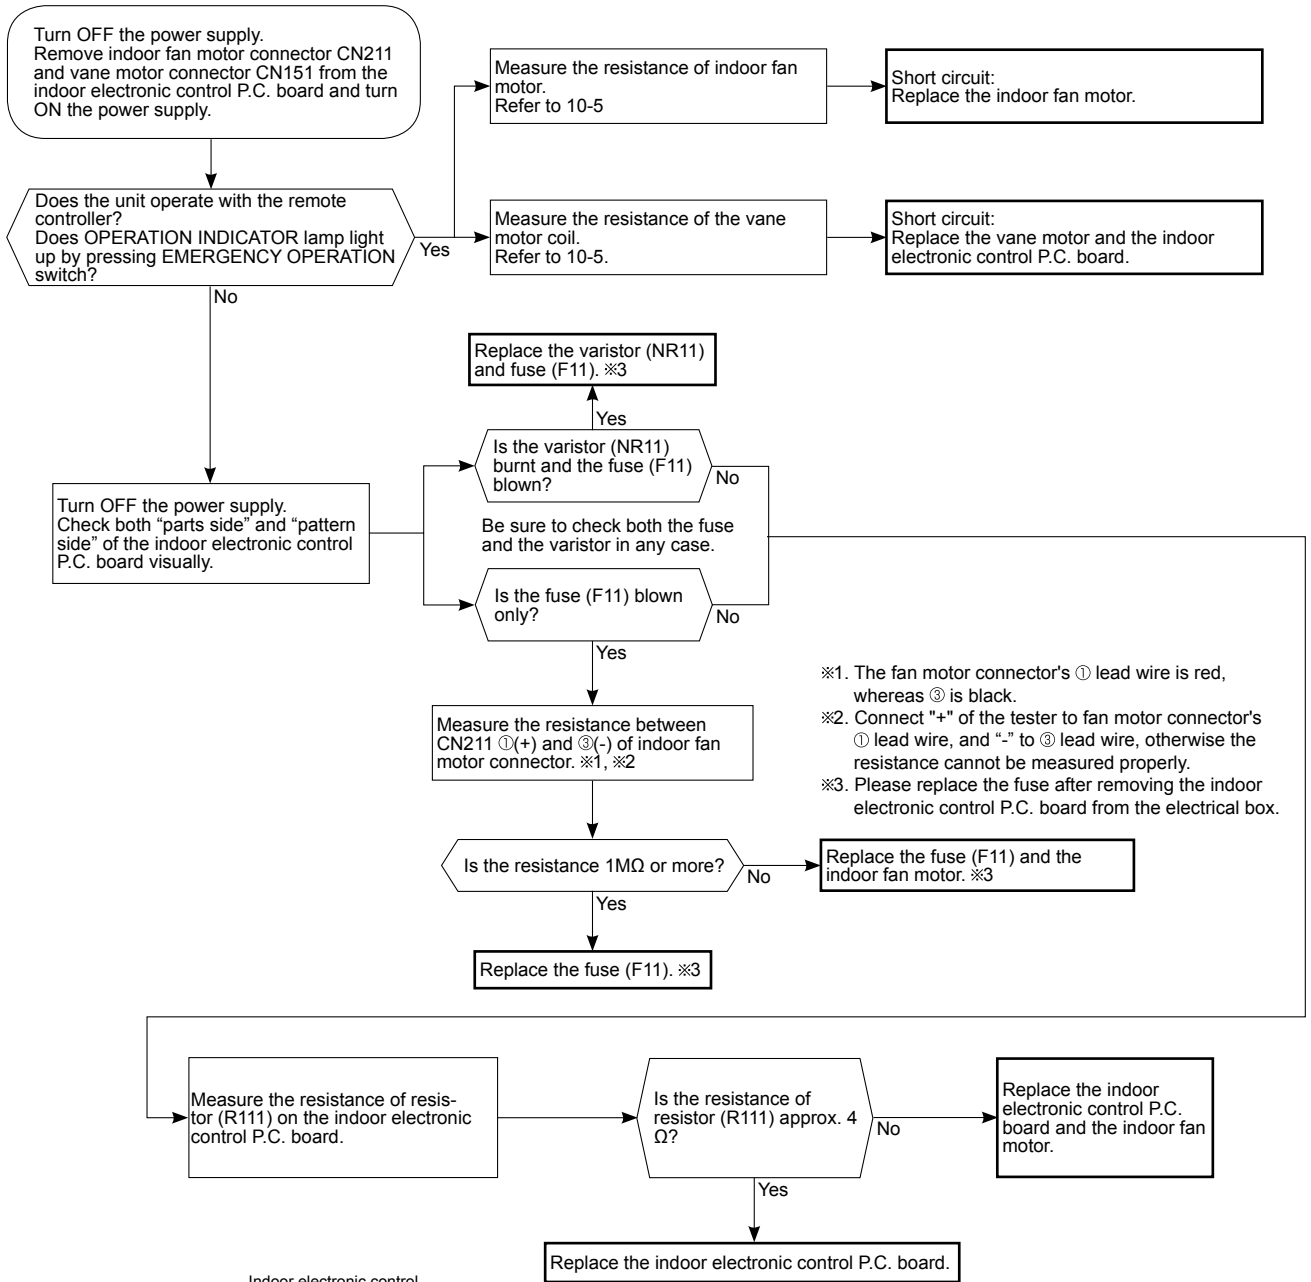 Turn OFF the power supply.
Remove indoor fan motor connector CN211
and vane motor connector CN151 from the
indoor electronic control P.C. board and turn
ON the power supply.
Measure the resistance of indoor fan
motor.
Refer to 10-5
Short circuit:
Replace the indoor fan motor.
Does the unit operate with the remote
controller?
Does OPERATION INDICATOR lamp light
up by pressing EMERGENCY OPERATION
switch?
Yes
Measure the resistance of the vane
motor coil.
Refer to 10-5.
Short circuit:
Replace the vane motor and the indoor
electronic control P.C. board.
No
Replace the varistor (NR11)
and fuse (F11). ※3
Yes
Is the varistor (NR11)
burnt and the fuse (F11)
blown?
No
Turn OFF the power supply.
Check both “parts side” and “pattern
side” of the indoor electronic control
P.C. board visually.
Be sure to check both the fuse
and the varistor in any case.
Is the fuse (F11) blown
only?
No
Yes
※1. The fan motor connector's ① lead wire is red,
whereas ③ is black.
※2. Connect "+" of the tester to fan motor connector's
① lead wire, and “-” to ③ lead wire, otherwise the
resistance cannot be measured properly.
※3. Please replace the fuse after removing the indoor
electronic control P.C. board from the electrical box.
Measure the resistance between
CN211 ①(+) and ③(-) of indoor fan
motor connector. ※1, ※2
Is the resistance 1MΩ or more?
No
Replace the fuse (F11) and the
indoor fan motor. ※3
Yes
Replace the fuse (F11). ※3
Measure the resistance of resis-
tor (R111) on the indoor electronic
control P.C. board.
Is the resistance of
resistor (R111) approx. 4
Ω?
No
Replace the indoor
electronic control P.C.
board and the indoor fan
motor.
Yes
Replace the indoor electronic control P.C. board.
Indoor electronic control